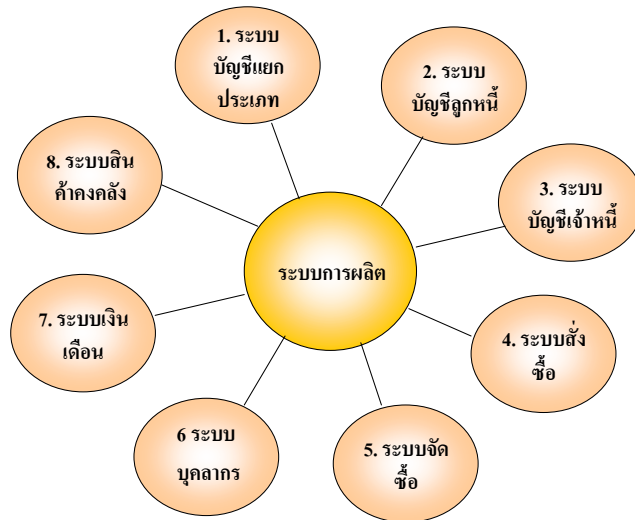 1. ระบบ
บัญชีแยก
ประเภท
2. ระบบ
บัญชีลูกหนี้
3. ระบบ
บัญชีเจ้าหนี้
4. ระบบสั่ง
ซื้อ
5. ระบบจัด
ซื้อ
6 ระบบ
บุคลากร
7. ระบบเงิน
เดือน
8. ระบบสิน
ค้าคงคลัง
ระบบการผลิต